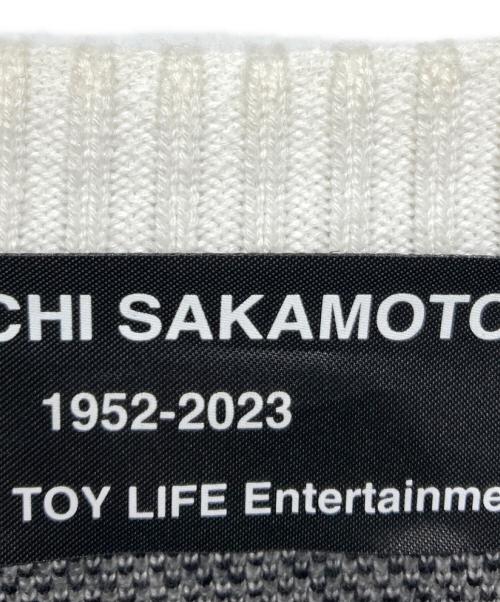 CHI SAKAMOTO
1952-2023
TOY LIFE Entertainme